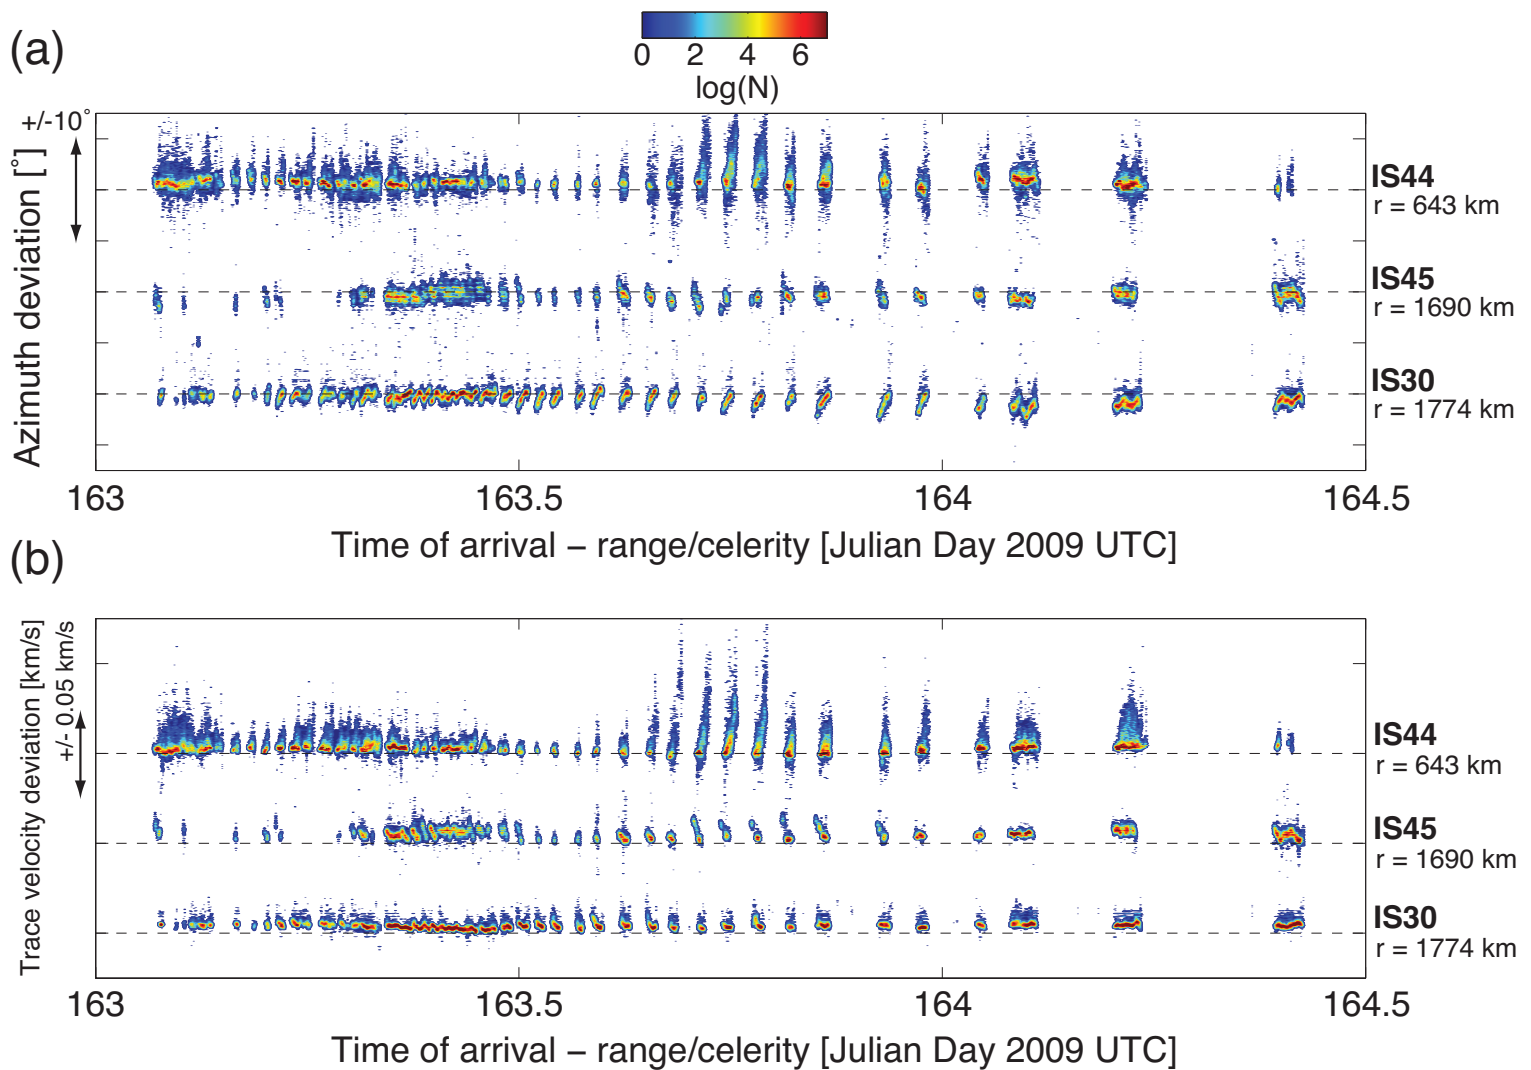 (a)
0 2 4 6
log(N)
+/-10°
Azimuth deviation [°]
IS44
r = 643 km
IS45
r = 1690 km
IS30
r = 1774 km
163 163.5 164 164.5
Time of arrival – range/celerity [Julian Day 2009 UTC]
(b)
Trace velocity deviation [km/s]
+/- 0.05 km/s
IS44
r = 643 km
IS45
r = 1690 km
IS30
r = 1774 km
163 163.5 164 164.5
Time of arrival – range/celerity [Julian Day 2009 UTC]